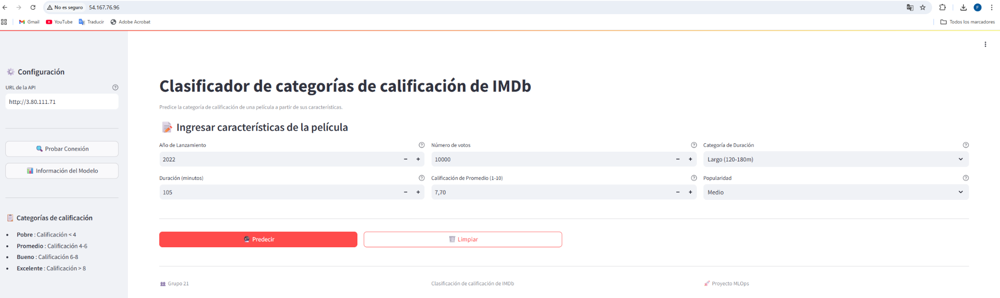 No es seguro 54.167.76.96
Gmail YouTube Traducir Adobe Acrobat Todos los marcadores
Configuración
URL de la API
http://3.80.111.71
Probar Conexión
Información del Modelo
Categorías de calificación
Pobre : Calificación < 4
Promedio : Calificación 4-6
Bueno : Calificación 6-8
Excelente : Calificación > 8
Clasificador de categorías de calificación de IMDb
Predice la categoría de calificación de una película a partir de sus características.
Ingresar características de la película
Año de Lanzamiento
2022
Número de votos
10000
Categoría de Duración
Largo (120-180m)
Duración (minutos)
105
Calificación de Promedio (1-10)
7,70
Popularidad
Medio
Predecir
Limpiar
Grupo 21
Clasificación de calificación de IMDb
Proyecto MLOps
F